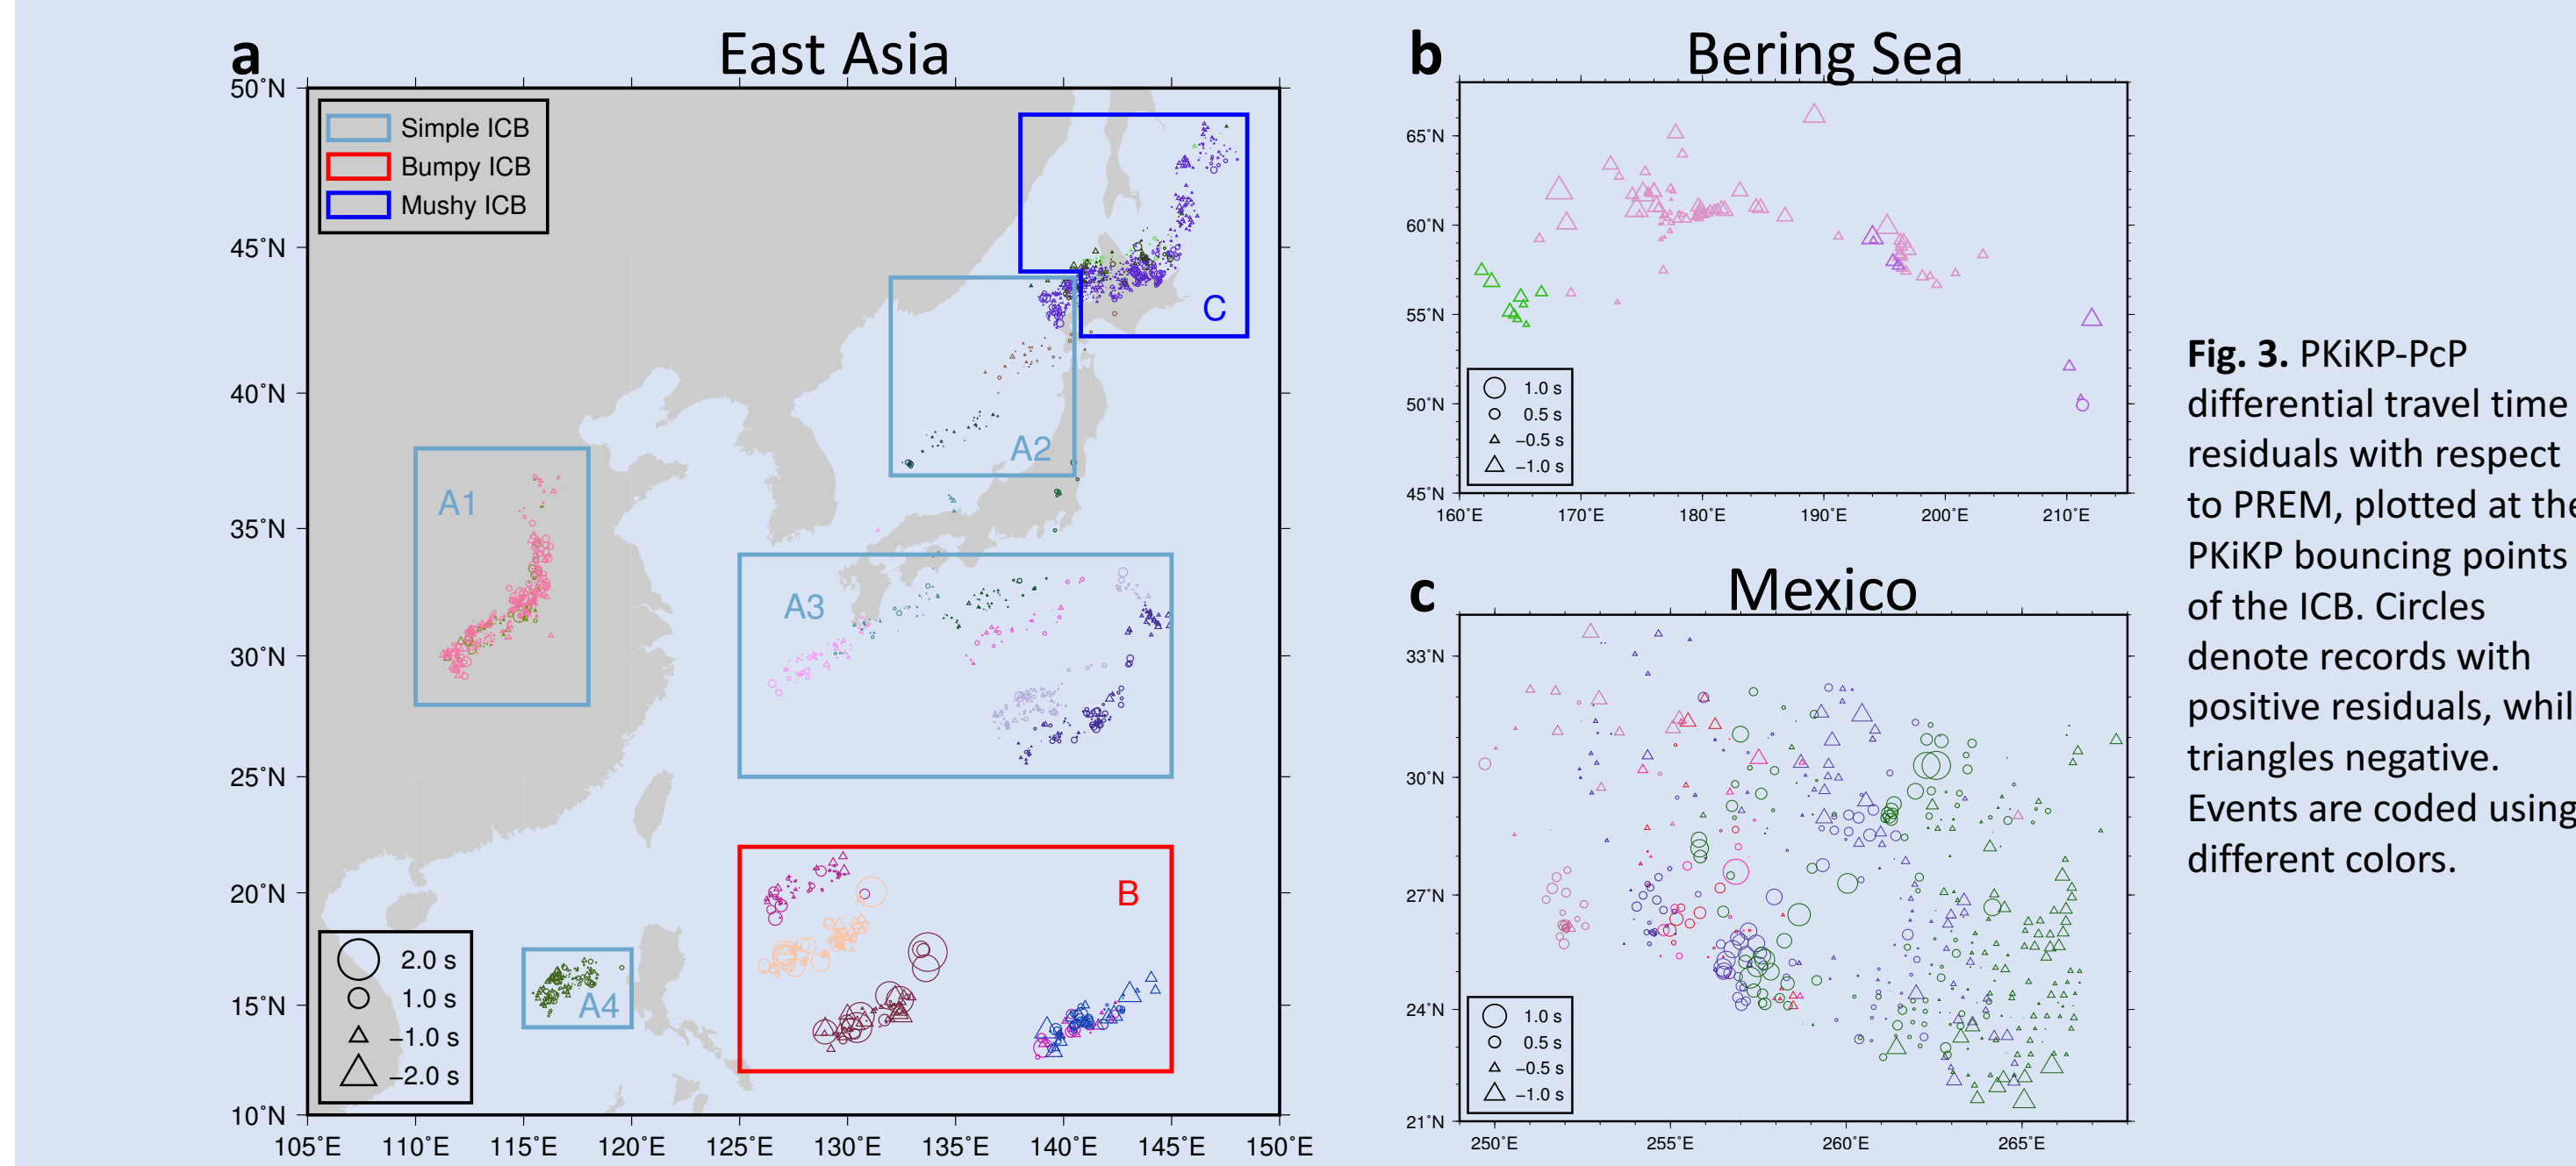 a
East Asia
50˚N
45˚N
40˚N
35˚N
30˚N
25˚N
20˚N
15˚N
10˚N
105˚E 110˚E 115˚E 120˚E 125˚E 130˚E 135˚E 140˚E 145˚E 150˚E
Simple ICB
Bumpy ICB
Mushy ICB
C
A2
A1
A3
B
A4
2.0 s
1.0 s
−1.0 s
−2.0 s
b
Bering Sea
65˚N
60˚N
55˚N
50˚N
45˚N
160˚E 170˚E 180˚E 190˚E 200˚E 210˚E
1.0 s
0.5 s
−0.5 s
−1.0 s
c
Mexico
33˚N
30˚N
27˚N
24˚N
21˚N
250˚E 255˚E 260˚E 265˚E
1.0 s
0.5 s
−0.5 s
−1.0 s
Fig. 3. PKiKP-PcP
differential travel time
residuals with respect
to PREM, plotted at the
PKiKP bouncing points
of the ICB. Circles
denote records with
positive residuals, whil
triangles negative.
Events are coded using
different colors.